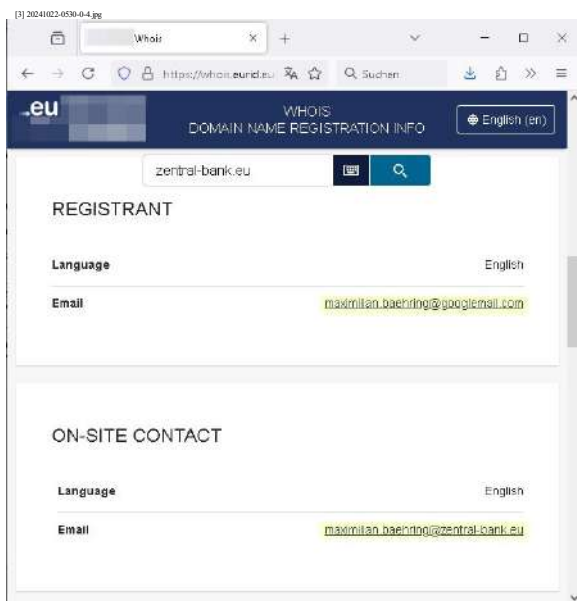 [3] 20241022-0530-0-4.jpg
Whois
https://whois.eurid.eu
Suchen
.eu
WHOIS
DOMAIN NAME REGISTRATION INFO
English (en)
zentral-bank.eu
REGISTRANT
Language English
Email maximilian.baehring@googlemail.com
ON-SITE CONTACT
Language English
Email maximilian.baehring@zentral-bank.eu